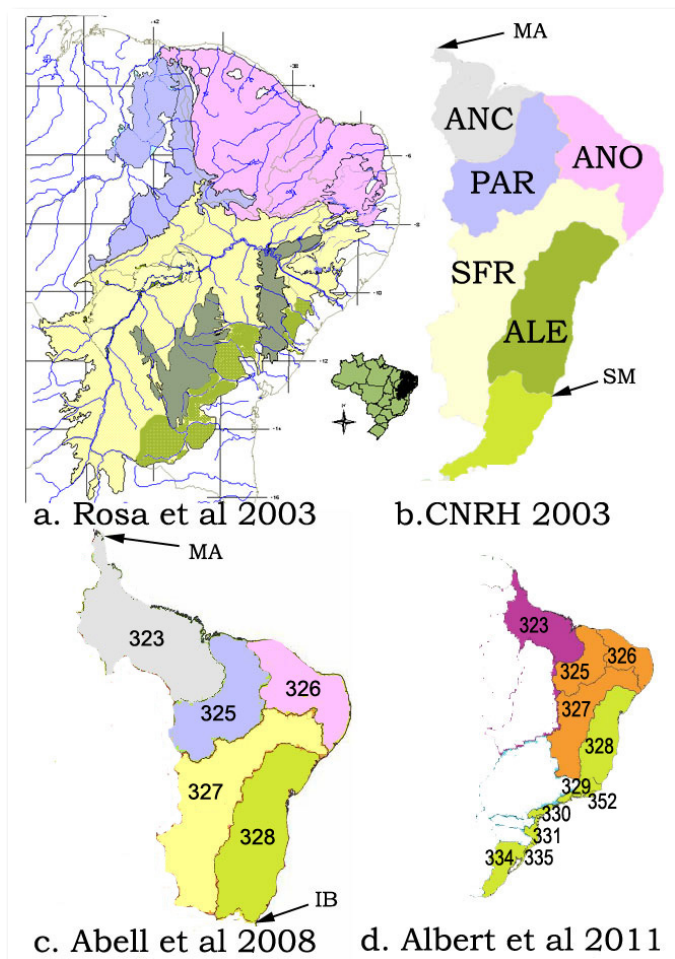 MA
ANC
ANO
PAR
SFR
ALE
SM
a. Rosa et al 2003
b.CNRH 2003
MA
323
325
326
327
328
IB
c. Abell et al 2008
323
325
326
327
328
329
352
330
331
334
335
d. Albert et al 2011